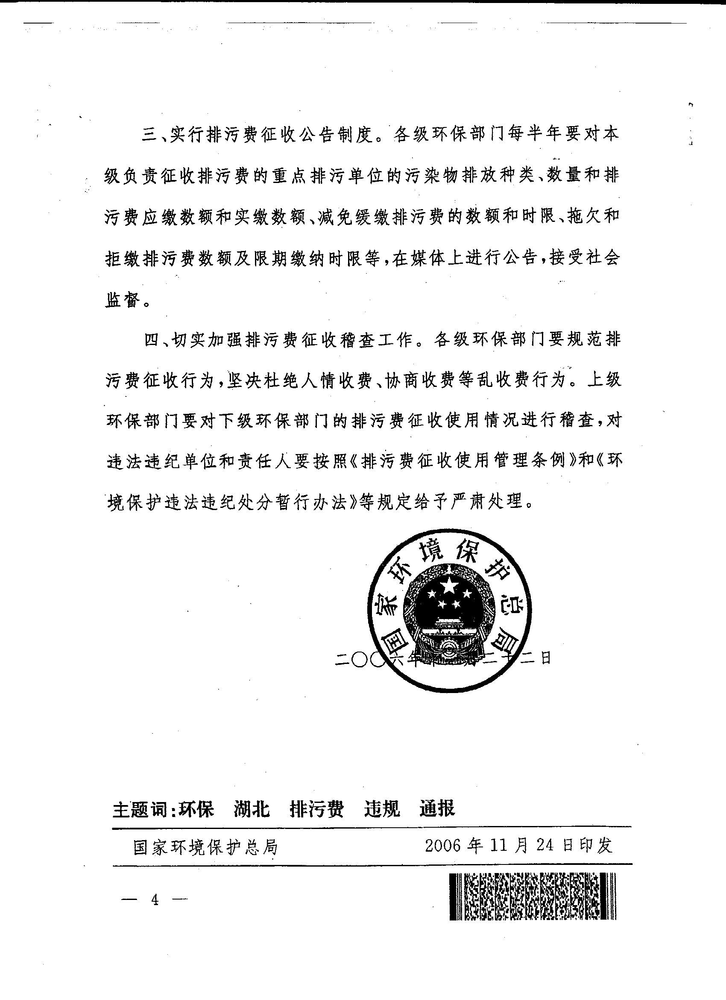 三、实行排污费征收公告制度。各级环保部门每半年要对本
级负责征收排污费的重点排污单位的污染物排放种类、数量和排
污费应缴数额和实缴数额、减免缓缴排污费的数额和时限、拖欠和
拒缴排污费数额及限期缴纳时限等，在媒体上进行公告，接受社会
监督。
四、切实加强排污费征收稽查工作。各级环保部门要规范排
污费征收行为，坚决杜绝人情收费、协商收费等乱收费行为。上级
环保部门要对下级环保部门的排污费征收使用情况进行稽查，对
违法违纪单位和责任人要按照《排污费征收使用管理条例》和《环
境保护违法违纪处分暂行办法》等规定给予严肃处理。
国家环境保护总局
二〇〇六年 二十二日
主题词：环保 湖北 排污费 违规 通报
国家环境保护总局 2006年11月24日印发
— 4 —